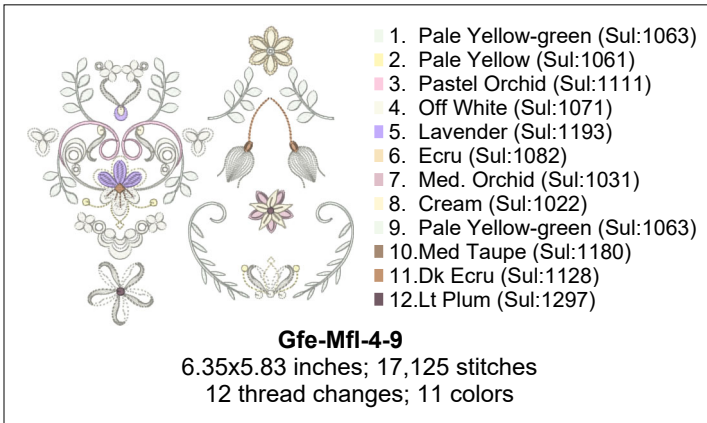 1. Pale Yellow-green (Sul:1063)
2. Pale Yellow (Sul:1061)
3. Pastel Orchid (Sul:1111)
4. Off White (Sul:1071)
5. Lavender (Sul:1193)
6. Ecru (Sul:1082)
7. Med. Orchid (Sul:1031)
8. Cream (Sul:1022)
9. Pale Yellow-green (Sul:1063)
10.Med Taupe (Sul:1180)
11.Dk Ecru (Sul:1128)
12.Lt Plum (Sul:1297)
Gfe-Mfl-4-9
6.35x5.83 inches; 17,125 stitches
12 thread changes; 11 colors